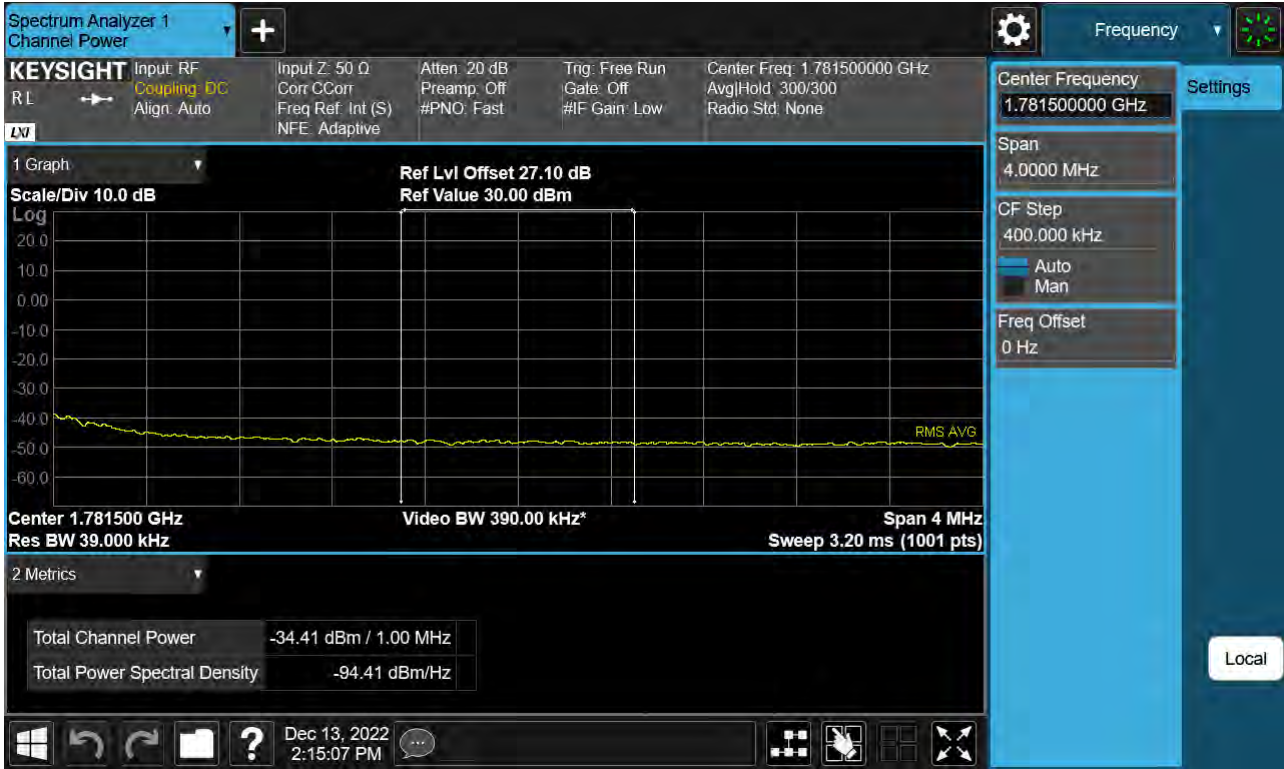 Spectrum Analyzer 1
Channel Power
Frequency
KEYSIGHT
R L
LXI
Input: RF
Coupling: DC
Align: Auto
Input Z: 50 Ω
Corr CCorr
Freq Ref: Int (S)
NFE: Adaptive
Atten: 20 dB
Preamp: Off
#PNO: Fast
Trig: Free Run
Gate: Off
#IF Gain: Low
Center Freq: 1.781500000 GHz
Avg|Hold: 300/300
Radio Std: None
Center Frequency
1.781500000 GHz
Settings
Span
4.0000 MHz
CF Step
400.000 kHz
Auto
Man
Freq Offset
0 Hz
1 Graph
Scale/Div 10.0 dB
Ref Lvl Offset 27.10 dB
Ref Value 30.00 dBm
Log
20.0
10.0
0.00
-10.0
-20.0
-30.0
-40.0
-50.0
-60.0
RMS AVG
Center 1.781500 GHz
Video BW 390.00 kHz*
Span 4 MHz
Res BW 39.000 kHz
Sweep 3.20 ms (1001 pts)
2 Metrics
Total Channel Power -34.41 dBm / 1.00 MHz
Total Power Spectral Density -94.41 dBm/Hz
Local
?
Dec 13, 2022
2:15:07 PM